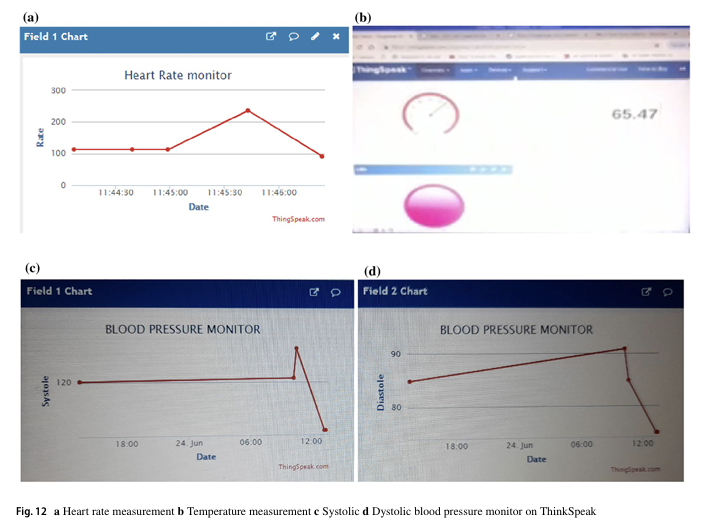 (a)
Field 1 Chart
Heart Rate monitor
300
200
100
0
Rate
11:44:30 11:45:00 11:45:30 11:46:00
Date
ThingSpeak.com
(b)
ThingSpeak™
65.47
(c)
Field 1 Chart
BLOOD PRESSURE MONITOR
120
Systole
18:00 24. Jun 06:00 12:00
Date
ThingSpeak.com
(d)
Field 2 Chart
BLOOD PRESSURE MONITOR
90
80
Diastole
18:00 24. Jun 06:00 12:00
Date
ThingSpeak.com
Fig. 12 a Heart rate measurement b Temperature measurement c Systolic d Dystolic blood pressure monitor on ThinkSpeak